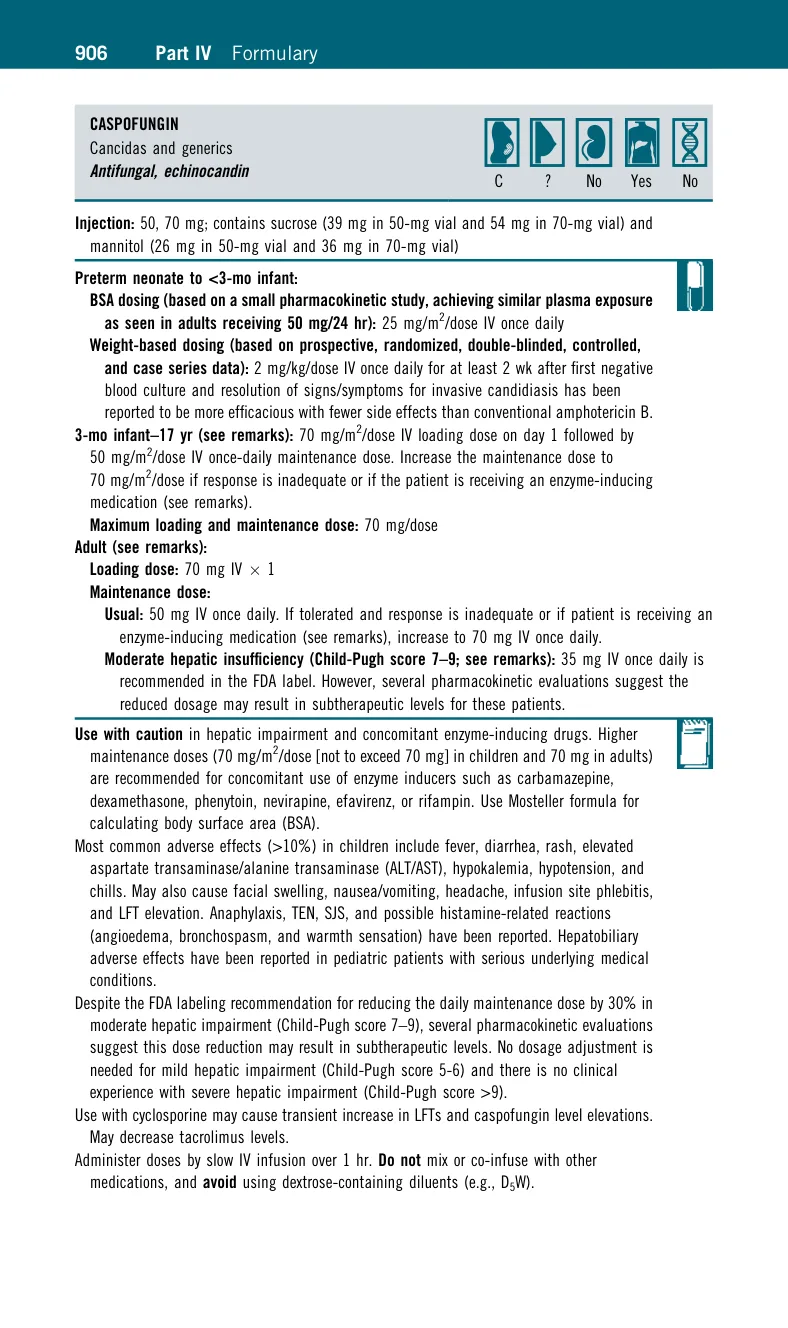 906 Part IV Formulary
CASPOFUNGIN
Cancidas and generics
Antifungal, echinocandin
C ? No Yes No
Injection: 50, 70 mg; contains sucrose (39 mg in 50-mg vial and 54 mg in 70-mg vial) and
mannitol (26 mg in 50-mg vial and 36 mg in 70-mg vial)
Preterm neonate to <3-mo infant:
BSA dosing (based on a small pharmacokinetic study, achieving similar plasma exposure
as seen in adults receiving 50 mg/24 hr): 25 mg/m²/dose IV once daily
Weight-based dosing (based on prospective, randomized, double-blinded, controlled,
and case series data): 2 mg/kg/dose IV once daily for at least 2 wk after first negative
blood culture and resolution of signs/symptoms for invasive candidiasis has been
reported to be more efficacious with fewer side effects than conventional amphotericin B.
3-mo infant–17 yr (see remarks): 70 mg/m²/dose IV loading dose on day 1 followed by
50 mg/m²/dose IV once-daily maintenance dose. Increase the maintenance dose to
70 mg/m²/dose if response is inadequate or if the patient is receiving an enzyme-inducing
medication (see remarks).
Maximum loading and maintenance dose: 70 mg/dose
Adult (see remarks):
Loading dose: 70 mg IV × 1
Maintenance dose:
Usual: 50 mg IV once daily. If tolerated and response is inadequate or if patient is receiving an
enzyme-inducing medication (see remarks), increase to 70 mg IV once daily.
Moderate hepatic insufficiency (Child-Pugh score 7–9; see remarks): 35 mg IV once daily is
recommended in the FDA label. However, several pharmacokinetic evaluations suggest the
reduced dosage may result in subtherapeutic levels for these patients.
Use with caution in hepatic impairment and concomitant enzyme-inducing drugs. Higher
maintenance doses (70 mg/m²/dose [not to exceed 70 mg] in children and 70 mg in adults)
are recommended for concomitant use of enzyme inducers such as carbamazepine,
dexamethasone, phenytoin, nevirapine, efavirenz, or rifampin. Use Mosteller formula for
calculating body surface area (BSA).
Most common adverse effects (>10%) in children include fever, diarrhea, rash, elevated
aspartate transaminase/alanine transaminase (ALT/AST), hypokalemia, hypotension, and
chills. May also cause facial swelling, nausea/vomiting, headache, infusion site phlebitis,
and LFT elevation. Anaphylaxis, TEN, SJS, and possible histamine-related reactions
(angioedema, bronchospasm, and warmth sensation) have been reported. Hepatobiliary
adverse effects have been reported in pediatric patients with serious underlying medical
conditions.
Despite the FDA labeling recommendation for reducing the daily maintenance dose by 30% in
moderate hepatic impairment (Child-Pugh score 7–9), several pharmacokinetic evaluations
suggest this dose reduction may result in subtherapeutic levels. No dosage adjustment is
needed for mild hepatic impairment (Child-Pugh score 5-6) and there is no clinical
experience with severe hepatic impairment (Child-Pugh score >9).
Use with cyclosporine may cause transient increase in LFTs and caspofungin level elevations.
May decrease tacrolimus levels.
Administer doses by slow IV infusion over 1 hr. Do not mix or co-infuse with other
medications, and avoid using dextrose-containing diluents (e.g., D₅W).